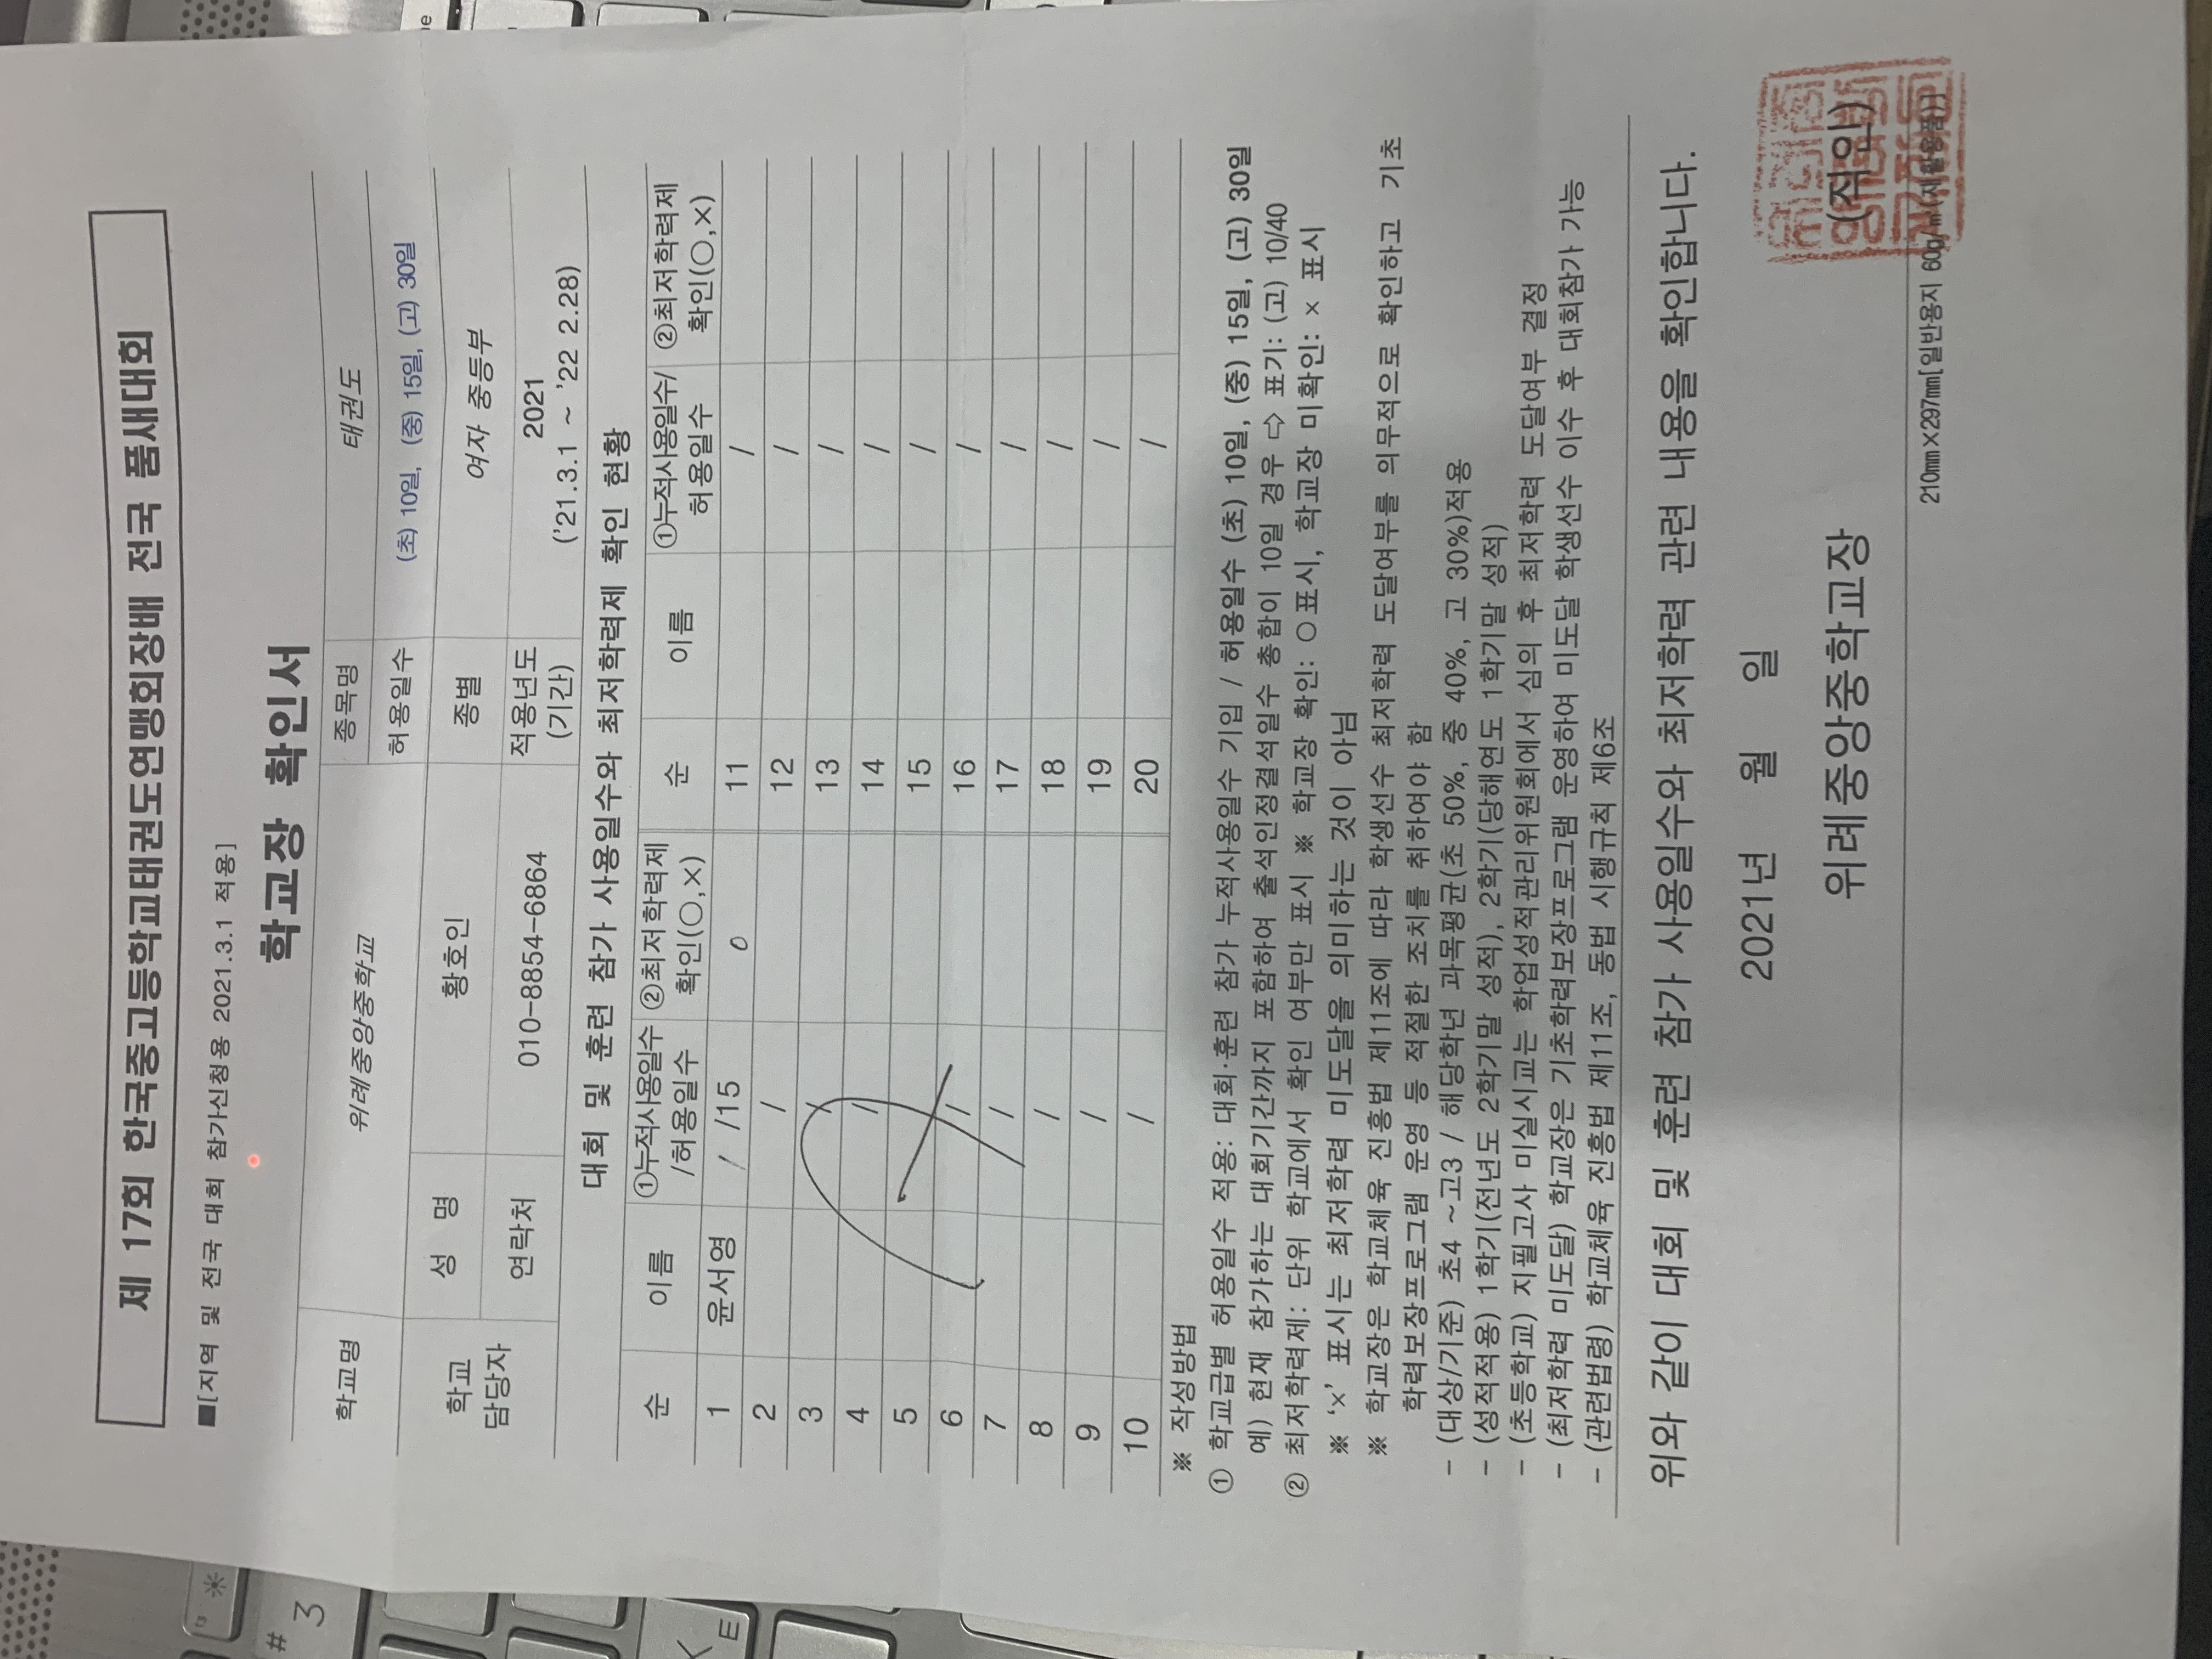 제 17회 한국중고등학교태권도연맹회장배 전국 품새대회
■[지역 및 전국 대회 참가신청용 2021.3.1 적용]
학교장 확인서
학교명 위례중앙중학교 종목명 태권도
허용일수 (초) 10일, (중) 15일, (고) 30일
학교 담당자 성 명 황호인 종별 여자 중등부
연락처 010-8854-6864 적용년도 (기간) 2021 ('21.3.1 ~ '22 2.28)
대회 및 훈련 참가 사용일수와 최저학력제 확인 현황
순 이름 ①누적사용일수 /허용일수 ②최저학력제 확인(○,×) 순 이름 ①누적사용일수/ 허용일수 ②최저학력제 확인(○,×)
1 윤서영 / /15 0 11 /
2 / 12 /
3 / 13 /
4 / 14 /
5 15 /
6 / 16 /
7 / 17 /
8 / 18 /
9 / 19 /
10 / 20 /
※ 작성방법
① 학교급별 허용일수 적용: 대회·훈련 참가 누적사용일수 기입 / 허용일수 (초) 10일, (중) 15일, (고) 30일
예) 현재 참가하는 대회기간까지 포함하여 출석인정결석일수 총합이 10일 경우 ⇨ 표기: (고) 10/40
② 최저학력제: 단위 학교에서 확인 여부만 표시 ※ 학교장 확인: ○표시, 학교장 미확인: × 표시
※ '×' 표시는 최저학력 미도달을 의미하는 것이 아님
※ 학교장은 학교체육 진흥법 제11조에 따라 학생선수 최저학력 도달여부를 의무적으로 확인하고 기초
학력보장프로그램 운영 등 적절한 조치를 취하여야 함
- (대상/기준) 초4 ~고3 / 해당학년 과목평균(초 50%, 중 40%, 고 30%)적용
- (성적적용) 1학기(전년도 2학기말 성적), 2학기(당해연도 1학기말 성적)
- (초등학교) 지필고사 미실시교는 학업성적관리위원회에서 심의 후 최저학력 도달여부 결정
- (최저학력 미도달) 학교장은 기초학력보장프로그램 운영하여 미도달 학생선수 이수 후 대회참가 가능
- (관련법령) 학교체육 진흥법 제11조, 동법 시행규칙 제6조
위와 같이 대회 및 훈련 참가 사용일수와 최저학력 관련 내용을 확인합니다.
2021년 월 일
위례중앙중학교장 (직인)
210㎜×297㎜[일반용지 60g/㎡(재활용품)]
* 3
#
3
E